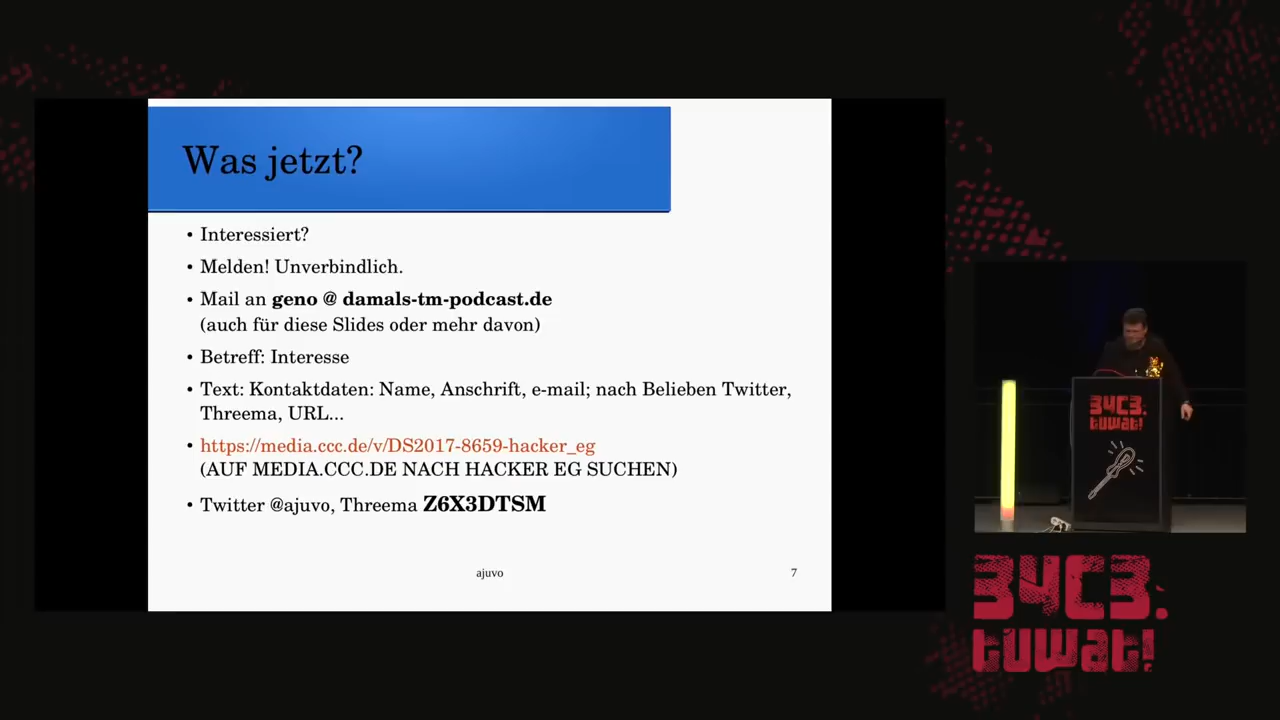 Was jetzt?
• Interessiert?
• Melden! Unverbindlich.
• Mail an geno @ damals-tm-podcast.de
(auch für diese Slides oder mehr davon)
• Betreff: Interesse
• Text: Kontaktdaten: Name, Anschrift, e-mail; nach Belieben Twitter,
Threema, URL...
• https://media.ccc.de/v/DS2017-8659-hacker_eg
(AUF MEDIA.CCC.DE NACH HACKER EG SUCHEN)
• Twitter @ajuvo, Threema Z6X3DTSM
ajuvo
7
34C3.
tuwat!
34C3.
tuwat!